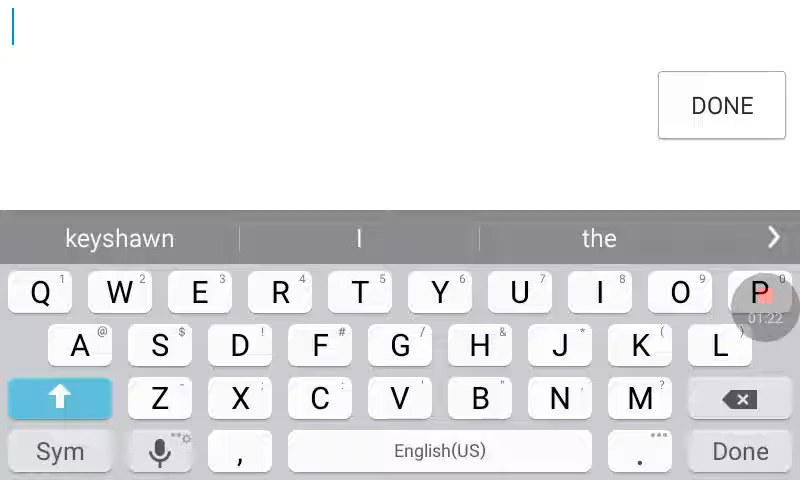 DONE
keyshawn I the
Q 1 W 2 E 3 R 4 T 5 Y 6 U 7 I 8 O 9 P 0
01:22
A @ S $ D ! F # G / H & J * K ( L )
Z - X ; C : V ' B " N , M ?
Sym , English(US) . Done